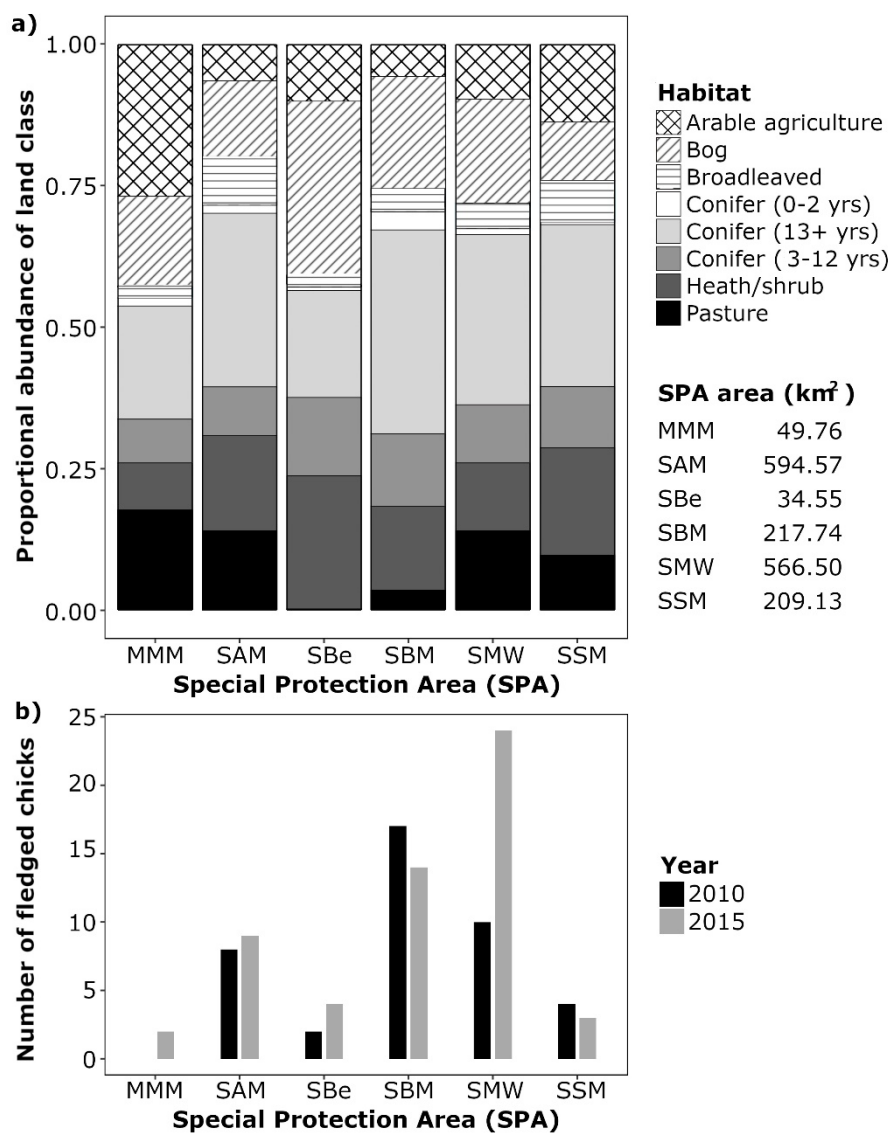 a)
Proportional abundance of land class
1.00
0.75
0.50
0.25
0.00
MMM SAM SBe SBM SMW SSM
Special Protection Area (SPA)
Habitat
Arable agriculture
Bog
Broadleaved
Conifer (0-2 yrs)
Conifer (13+ yrs)
Conifer (3-12 yrs)
Heath/shrub
Pasture
SPA area (km²)
MMM 49.76
SAM 594.57
SBe 34.55
SBM 217.74
SMW 566.50
SSM 209.13
b)
Number of fledged chicks
25
20
15
10
5
0
MMM SAM SBe SBM SMW SSM
Special Protection Area (SPA)
Year
2010
2015